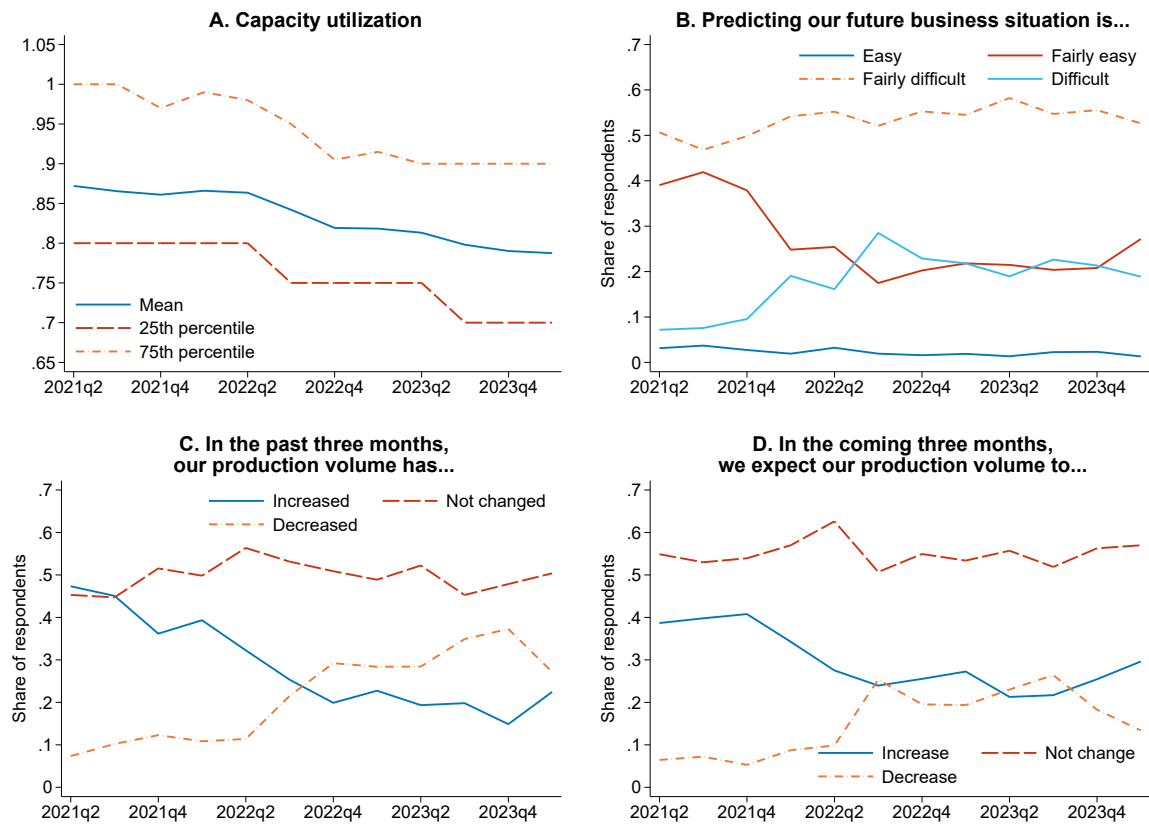 A. Capacity utilization
1.05
1
.95
.9
.85
.8
.75
.7
.65
Mean
25th percentile
75th percentile
2021q2 2021q4 2022q2 2022q4 2023q2 2023q4
B. Predicting our future business situation is...
Share of respondents
.7
.6
.5
.4
.3
.2
.1
0
Easy Fairly easy
Fairly difficult Difficult
2021q2 2021q4 2022q2 2022q4 2023q2 2023q4
C. In the past three months,
our production volume has...
Share of respondents
.7
.6
.5
.4
.3
.2
.1
0
Increased Not changed
Decreased
2021q2 2021q4 2022q2 2022q4 2023q2 2023q4
D. In the coming three months,
we expect our production volume to...
Share of respondents
.7
.6
.5
.4
.3
.2
.1
0
Increase Not change
Decrease
2021q2 2021q4 2022q2 2022q4 2023q2 2023q4